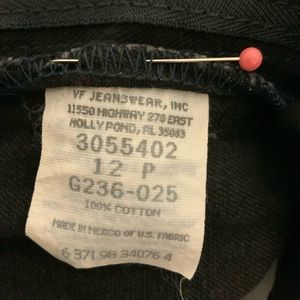 VF JEANSWEAR, INC
11550 HIGHWAY 278 EAST
HOLLY POND, AL 35083
3055402
12 P
G236-025
100% COTTON
MADE IN MEXICO OF U.S. FABRIC
6 371 98 34076 4